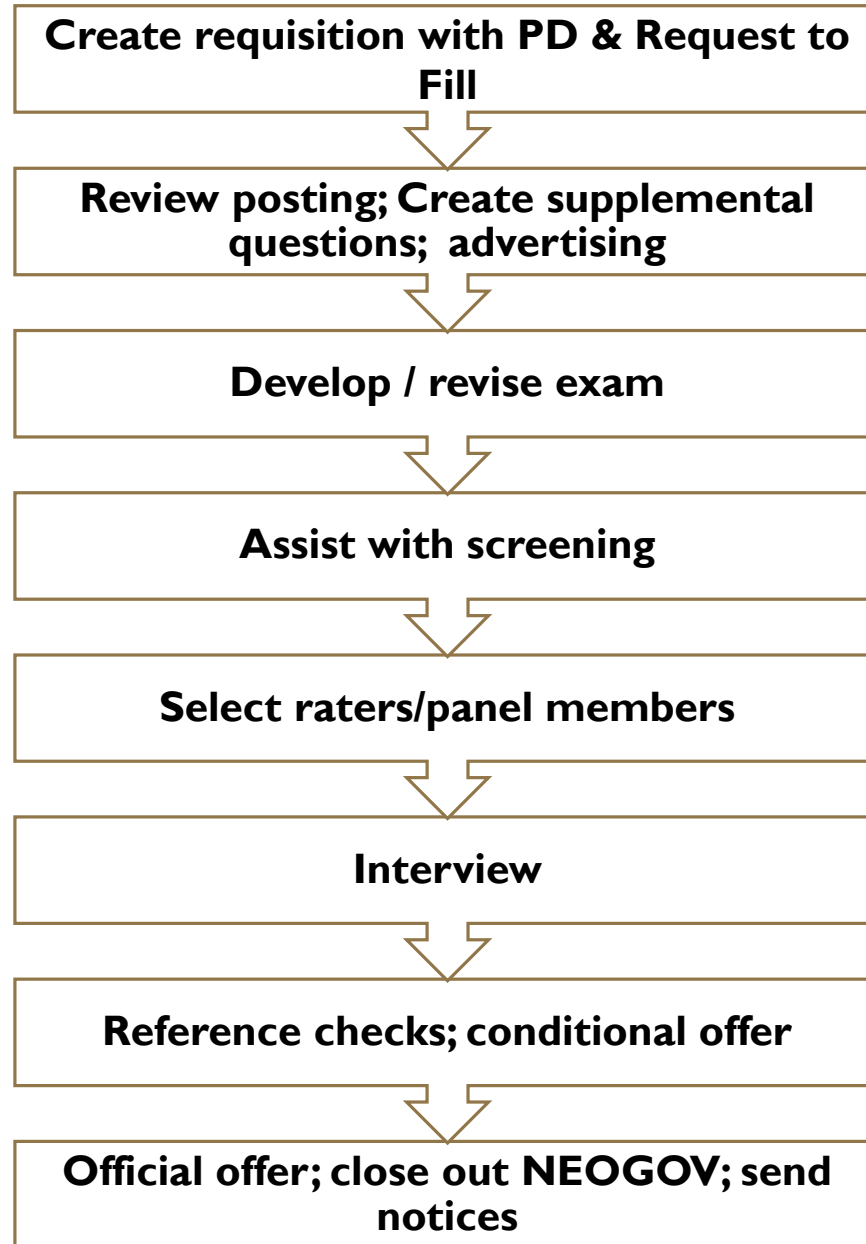 Create requisition with PD & Request to
Fill
Review posting; Create supplemental
questions;  advertising
Develop / revise exam
Assist with screening
Select raters/panel members
Interview
Reference checks; conditional offer
Official offer; close out NEOGOV; send
notices